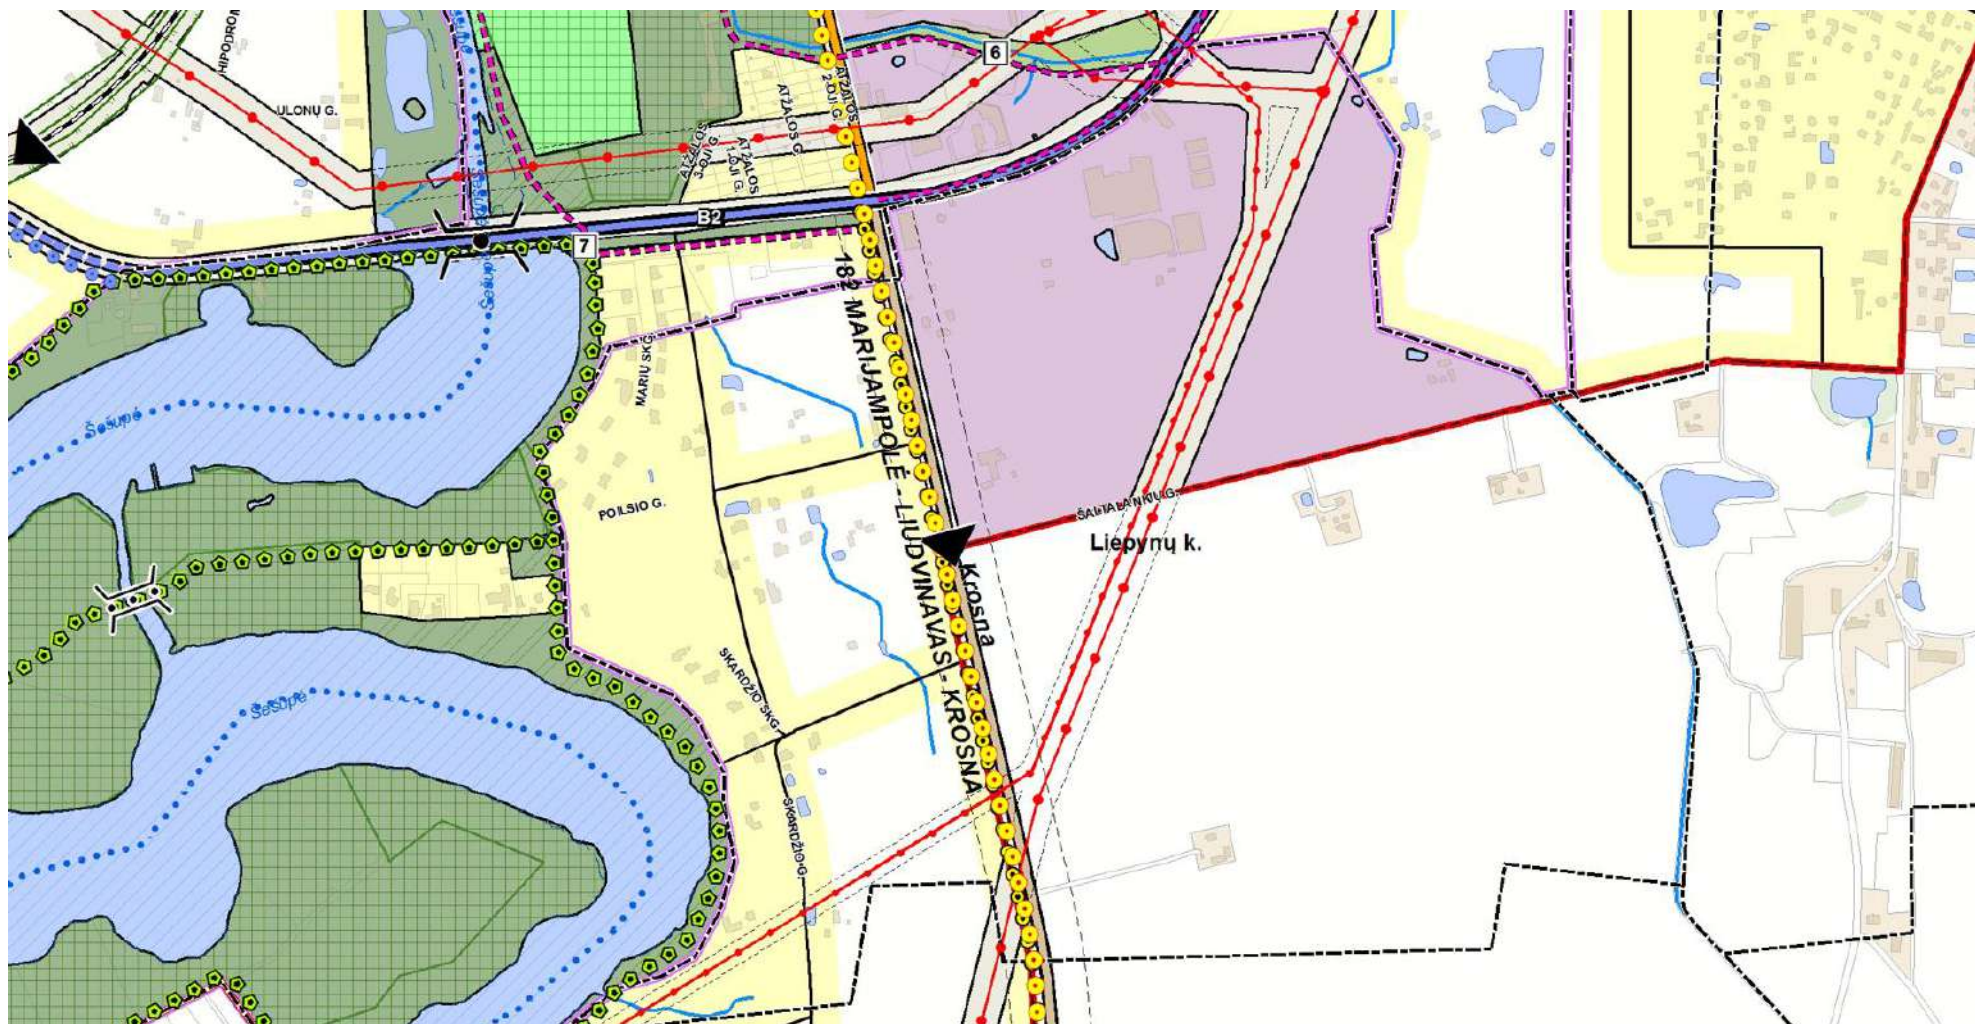 HIPODROM
ULONŲ G.
6
ATŽALOS
2-OJI G.
ATŽALOS G.
ATŽALOS
3-OJI G.
ATŽALOS
1-OJI G.
B2
7
182 MARIJAMPOLĖ - LIUDVINAVAS - KROSNA
MARIŲ SKG.
Šešupė
POILSIO G.
ŠALTALANKIŲ G.
Liepynų k.
Krosna
SKARDŽIO SKG.
Šešupė
SKARDŽIO G.